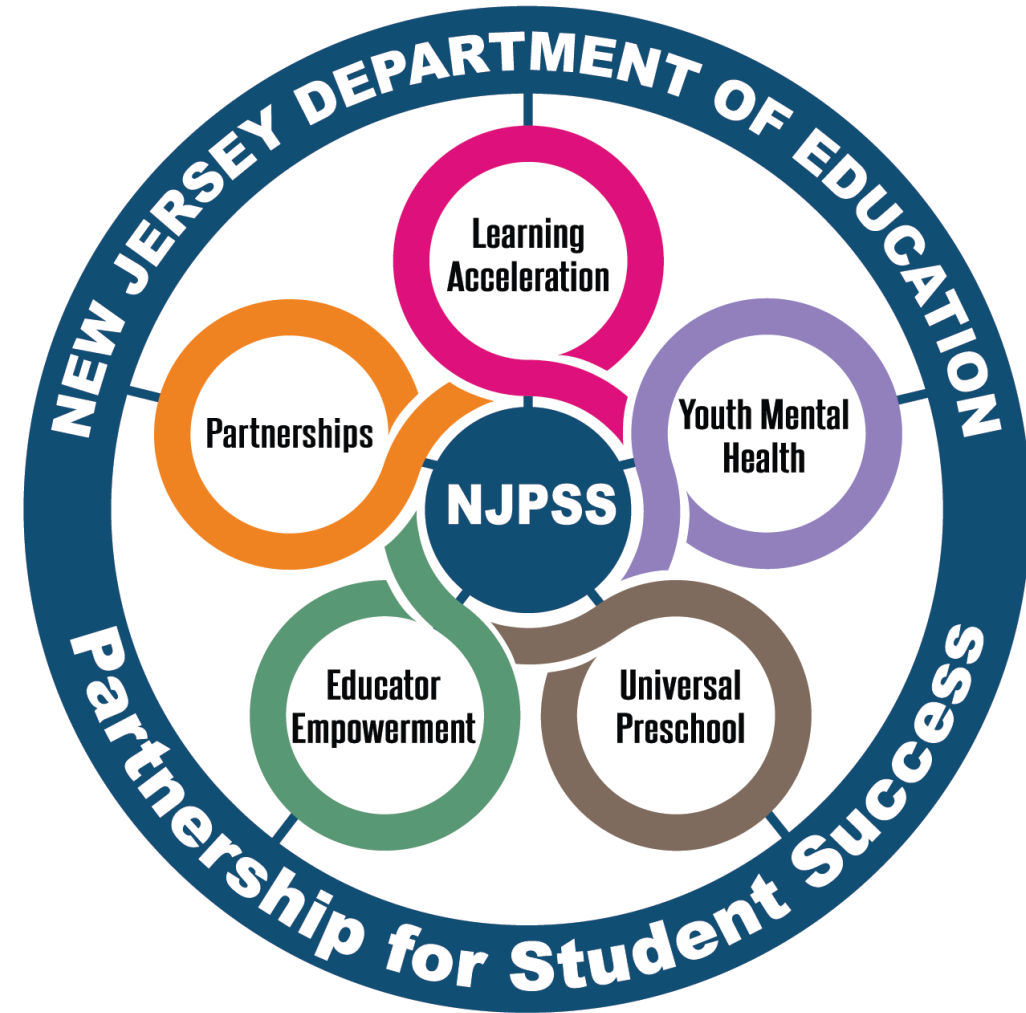 NEW JERSEY DEPARTMENT OF EDUCATION
Learning
Acceleration
Youth Mental
Health
Universal
Preschool
Educator
Empowerment
Partnerships
NJPSS
Partnership for Student Success